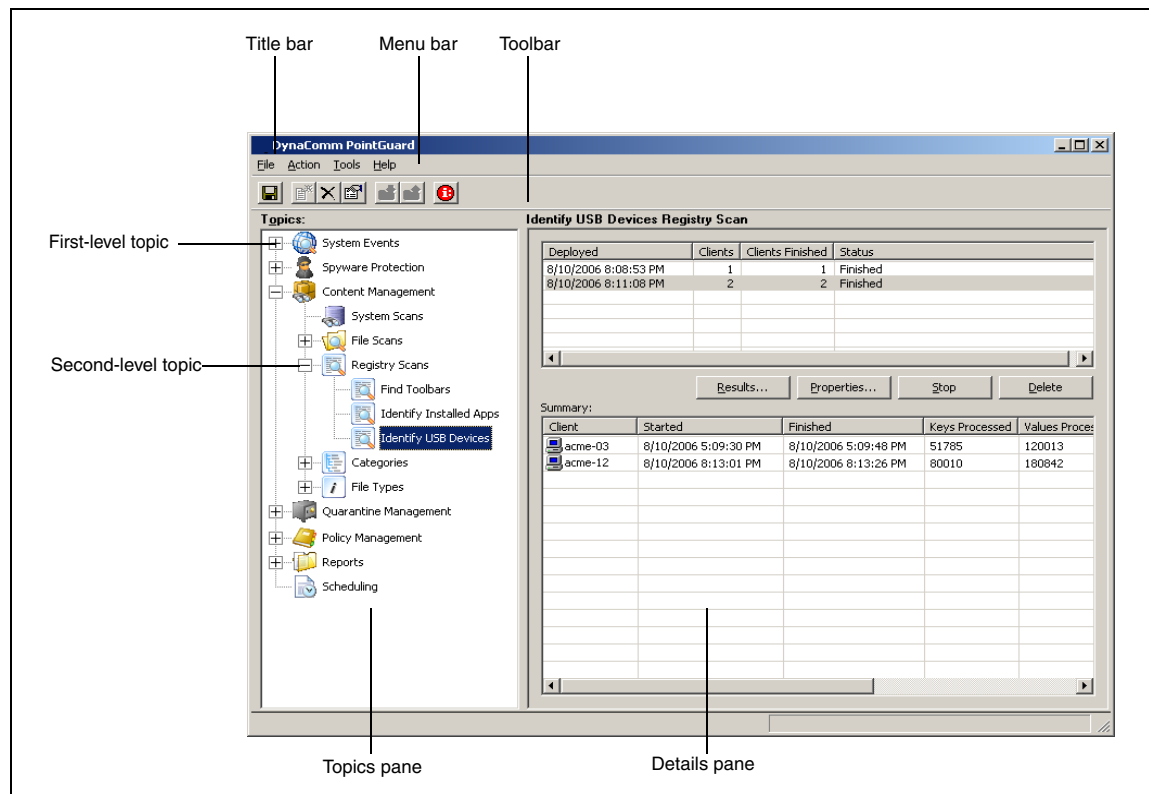 Title bar Menu bar Toolbar
DynaComm PointGuard
File Action Tools Help
Topics:
First-level topic
System Events
Spyware Protection
Content Management
System Scans
File Scans
Second-level topic
Registry Scans
Find Toolbars
Identify Installed Apps
Identify USB Devices
Categories
File Types
Quarantine Management
Policy Management
Reports
Scheduling
Identify USB Devices Registry Scan
Deployed Clients Clients Finished Status
8/10/2006 8:08:53 PM 1 1 Finished
8/10/2006 8:11:08 PM 2 2 Finished
Results... Properties... Stop Delete
Summary:
Client Started Finished Keys Processed Values Proces
acme-03 8/10/2006 5:09:30 PM 8/10/2006 5:09:48 PM 51785 120013
acme-12 8/10/2006 8:13:01 PM 8/10/2006 8:13:26 PM 80010 180842
Topics pane Details pane